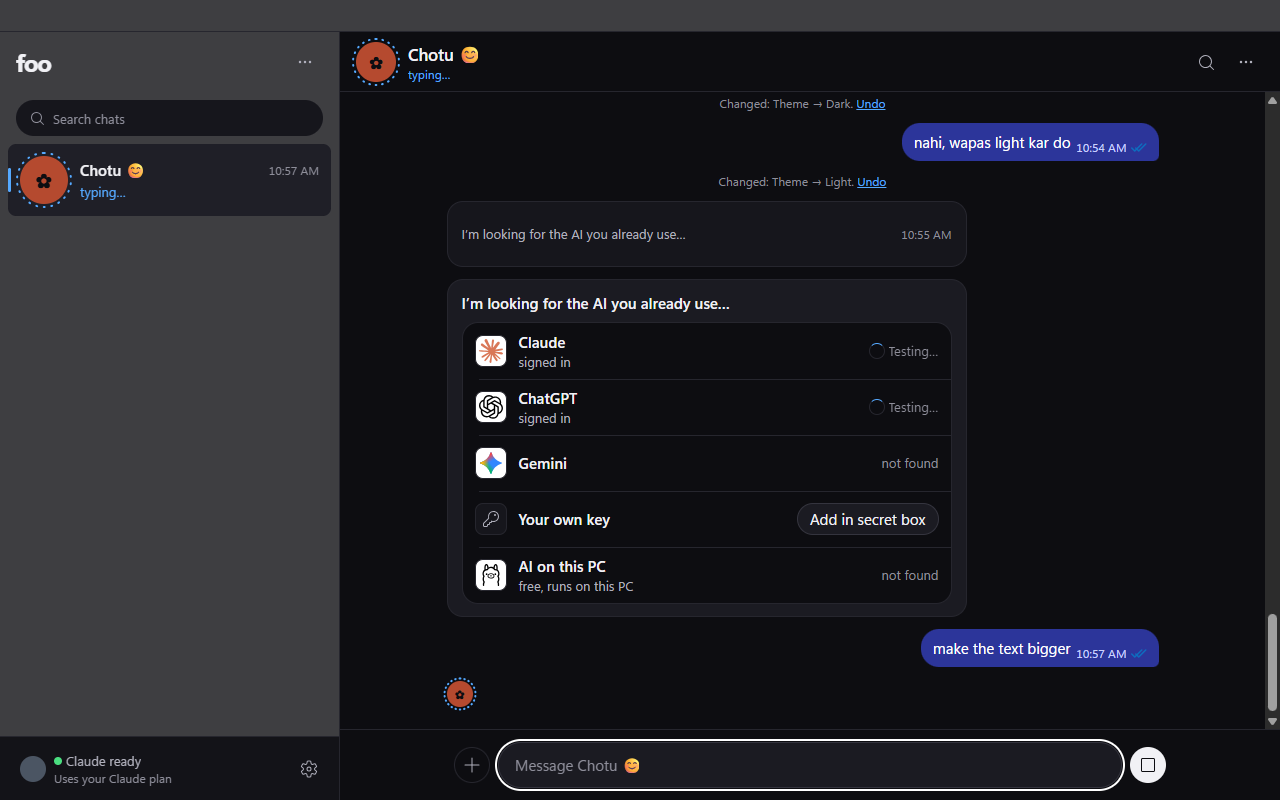 foo
Search chats
Chotu 😊 10:57 AM
typing...
Claude ready
Uses your Claude plan
Chotu 😊
typing...
Changed: Theme → Dark. Undo
nahi, wapas light kar do 10:54 AM
Changed: Theme → Light. Undo
I’m looking for the AI you already use... 10:55 AM
I’m looking for the AI you already use...
Claude
signed in
Testing...
ChatGPT
signed in
Testing...
Gemini
not found
Your own key
Add in secret box
AI on this PC
free, runs on this PC
not found
make the text bigger 10:57 AM
Message Chotu 😊